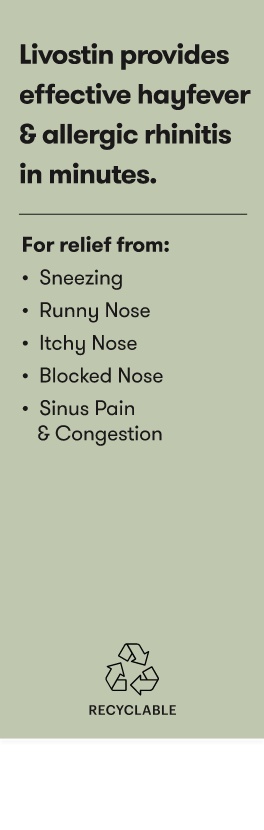 Livostin provides
effective hayfever
& allergic rhinitis
in minutes.
For relief from:
• Sneezing
• Runny Nose
• Itchy Nose
• Blocked Nose
• Sinus Pain
& Congestion
RECYCLABLE